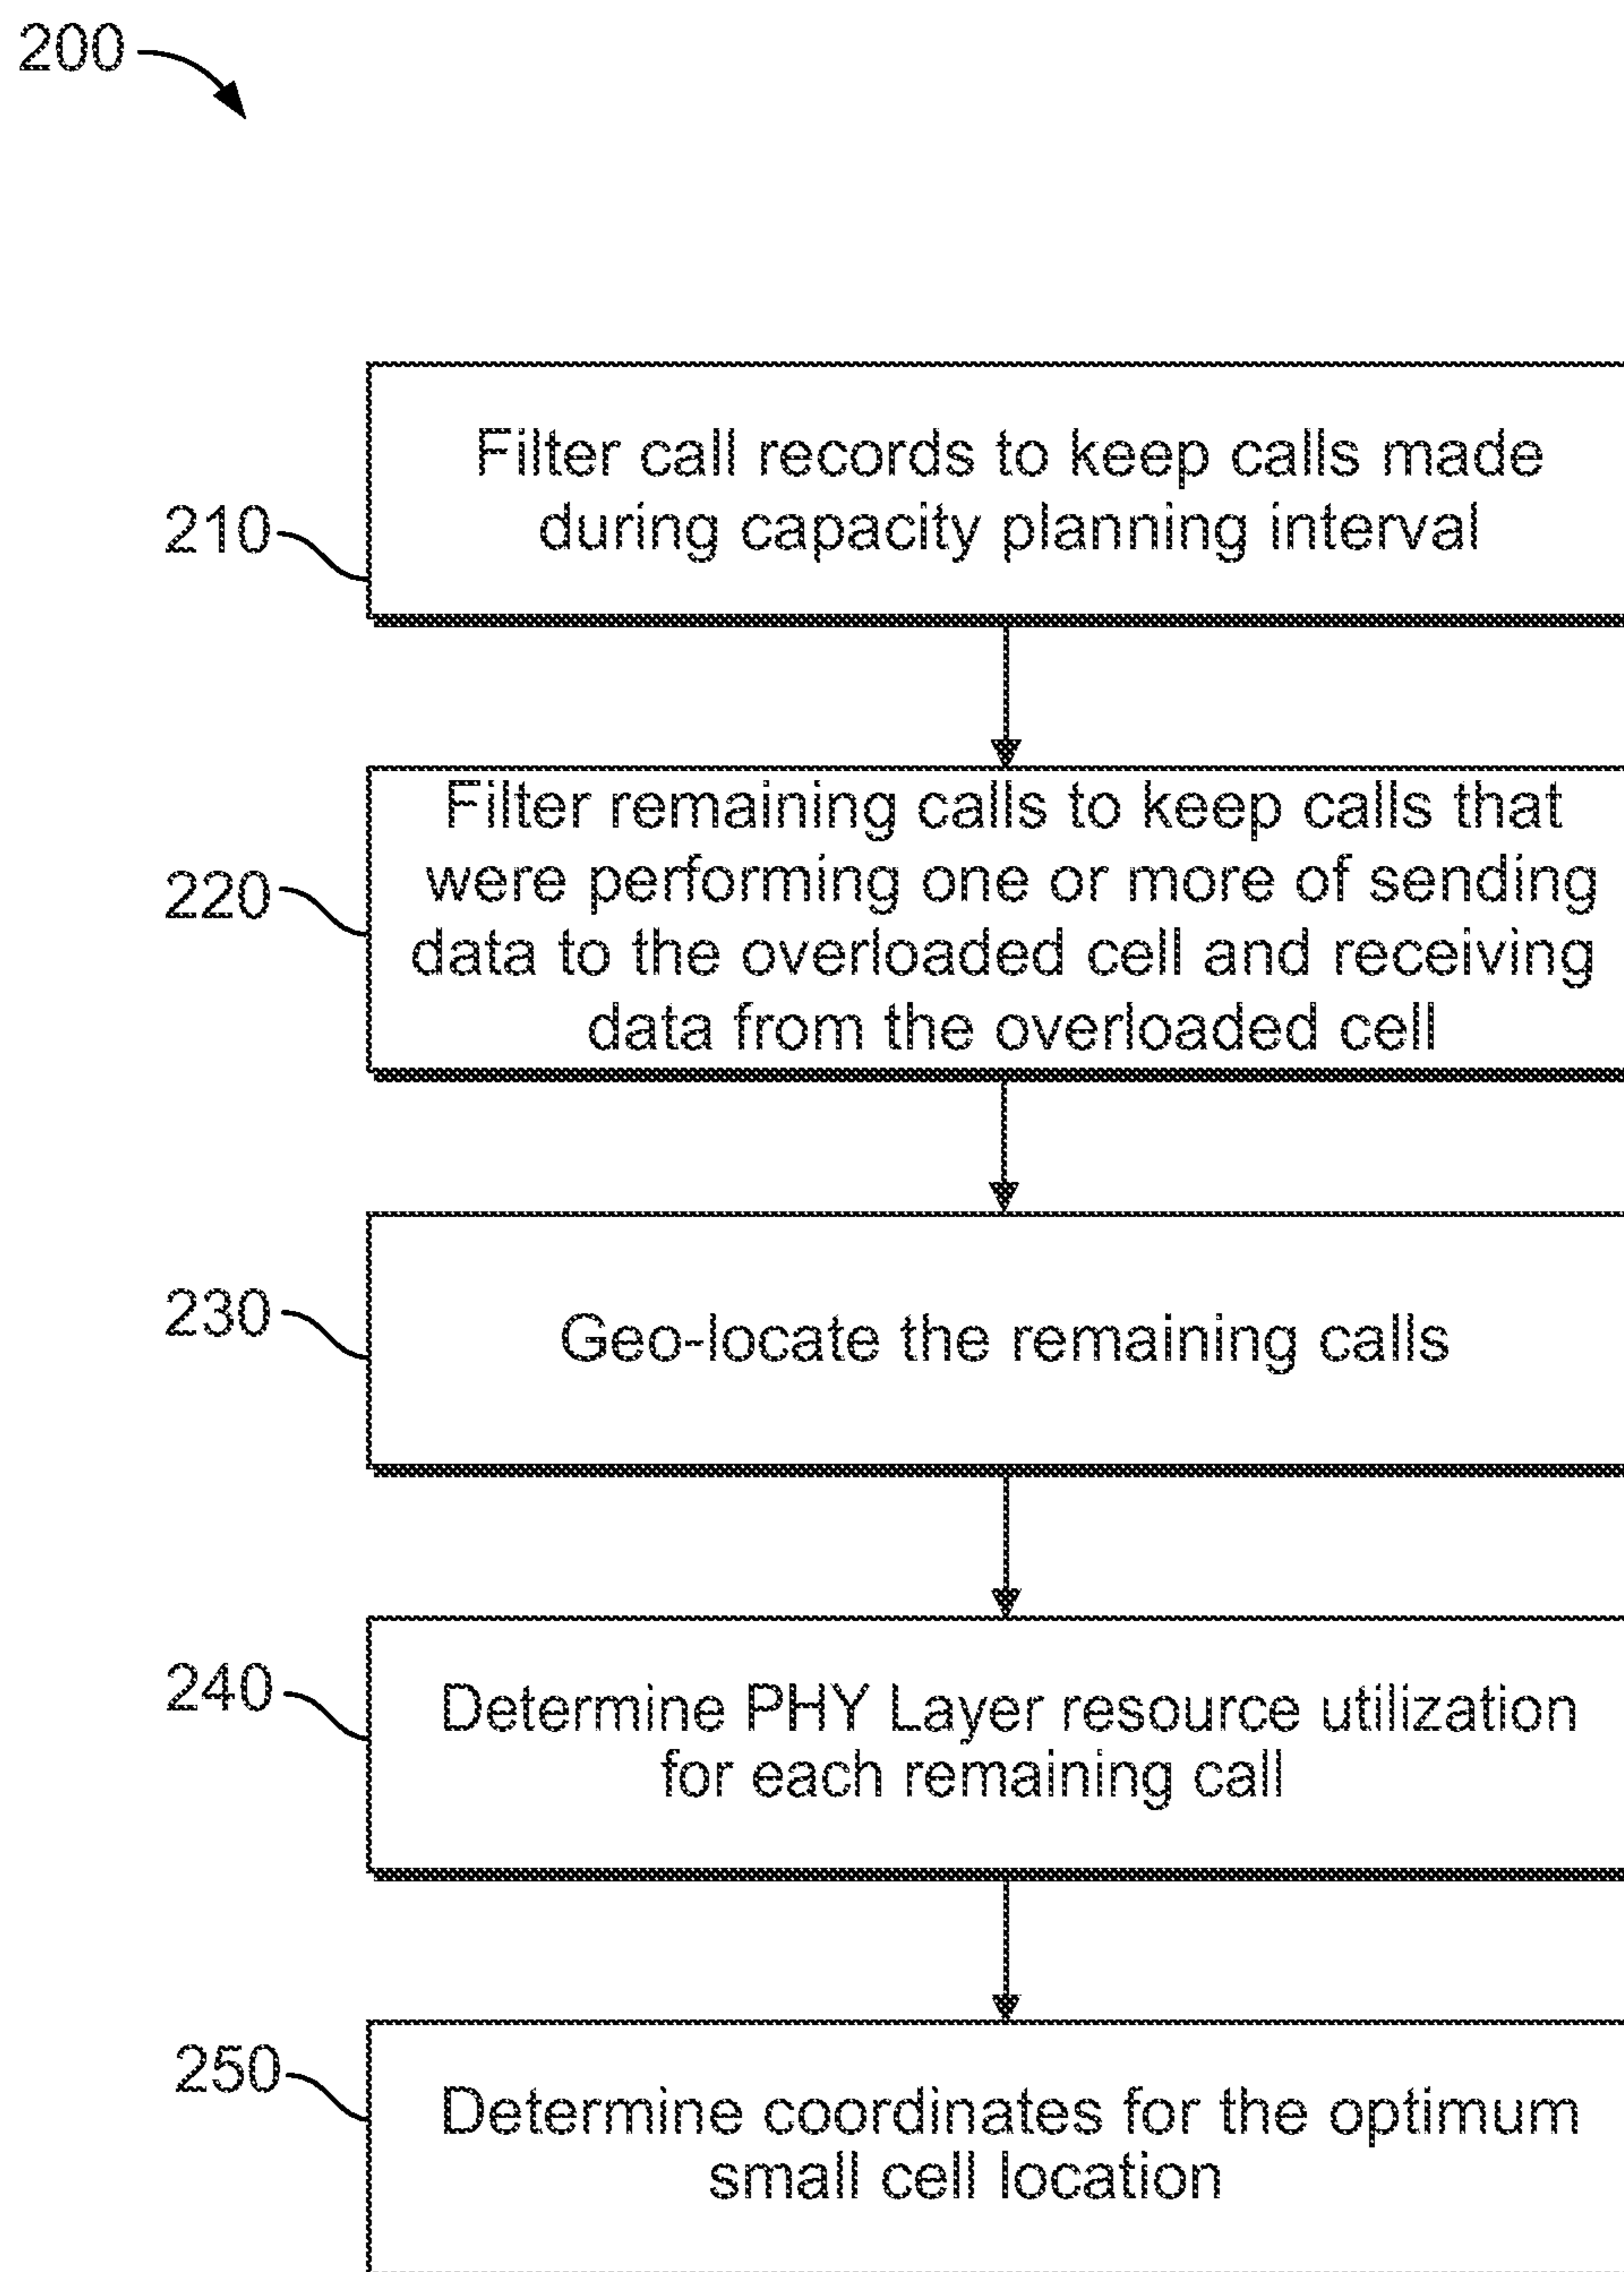 200
Filter call records to keep calls made
during capacity planning interval
210
Filter remaining calls to keep calls that
were performing one or more of sending
data to the overloaded cell and receiving
data from the overloaded cell
220
Geo-locate the remaining calls
230
Determine PHY Layer resource utilization
for each remaining call
240
Determine coordinates for the optimum
small cell location
250